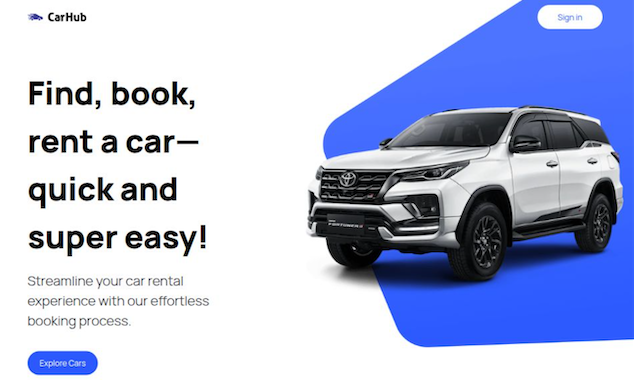 CarHub
Sign in
Find, book,
rent a car—
quick and
super easy!
Streamline your car rental
experience with our effortless
booking process.
Explore Cars
FORTUNER